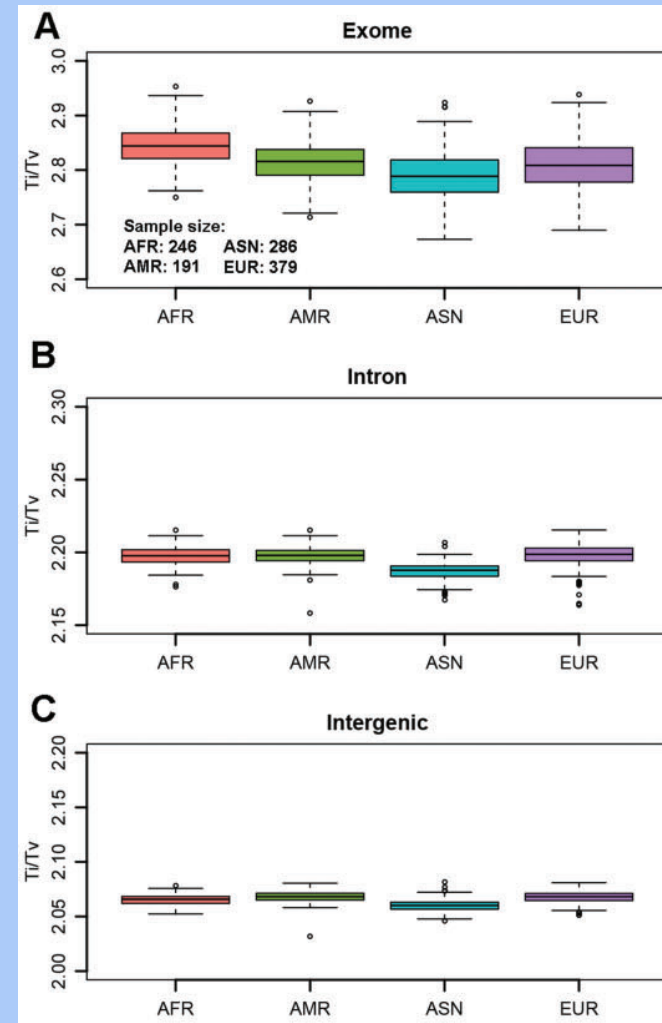 A
Exome
Ti/Tv
3.0
2.9
2.8
2.7
2.6
Sample size:
AFR: 246 ASN: 286
AMR: 191 EUR: 379
AFR AMR ASN EUR
B
Intron
Ti/Tv
2.30
2.25
2.20
2.15
AFR AMR ASN EUR
C
Intergenic
Ti/Tv
2.20
2.15
2.10
2.05
2.00
AFR AMR ASN EUR